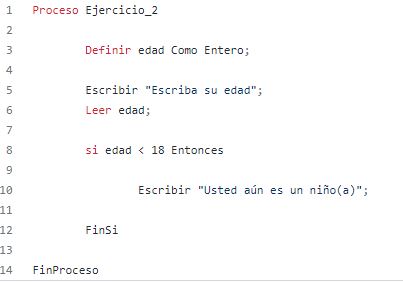 1 Proceso Ejercicio_2
2
3 Definir edad Como Entero;
4
5 Escribir "Escriba su edad";
6 Leer edad;
7
8 si edad < 18 Entonces
9
10 Escribir "Usted aún es un niño(a)";
11
12 FinSi
13
14 FinProceso